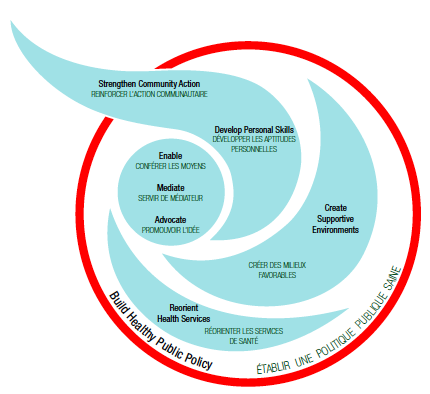 Strengthen Community Action
REINFORCER L'ACTION COMMUNAUTAIRE
Develop Personal Skills
DÉVELOPPER LES APTITUDES
PERSONNELLES
Enable
CONFÉRER LES MOYENS
Mediate
SERVIR DE MÉDIATEUR
Advocate
PROMOUVOIR L'IDÉE
Create
Supportive
Environments
CRÉER DES MILIEUX
FAVORABLES
Reorient
Health Services
RÉORIENTER LES SERVICES
DE SANTÉ
Build Healthy Public Policy
ÉTABLIR UNE POLITIQUE PUBLIQUE SAINE